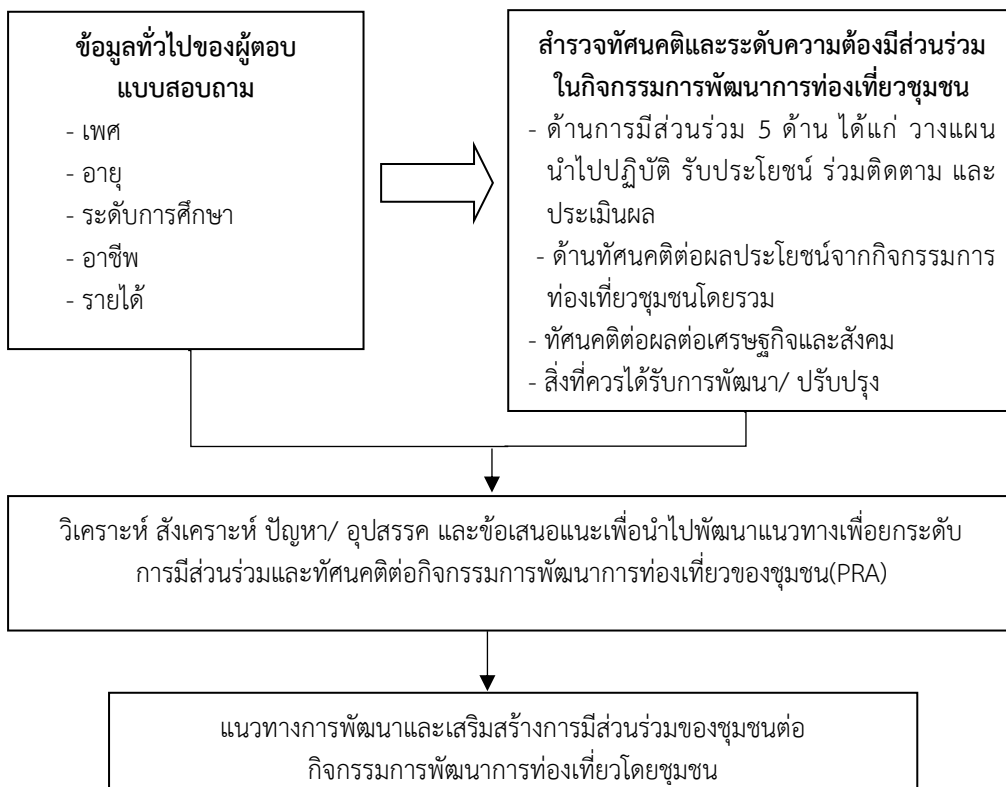 ข้อมูลทั่วไปของผู้ตอบ
แบบสอบถาม
- เพศ
- อายุ
- ระดับการศึกษา
- อาชีพ
- รายได้
สำรวจทัศนคติและระดับความต้องมีส่วนร่วม
ในกิจกรรมการพัฒนาการท่องเที่ยวชุมชน
- ด้านการมีส่วนร่วม 5 ด้าน ได้แก่ วางแผน
นำไปปฏิบัติ รับประโยชน์ ร่วมติดตาม และ
ประเมินผล
- ด้านทัศนคติต่อผลประโยชน์จากกิจกรรมการ
ท่องเที่ยวชุมชนโดยรวม
- ทัศนคติต่อผลต่อเศรษฐกิจและสังคม
- สิ่งที่ควรได้รับการพัฒนา/ ปรับปรุง
วิเคราะห์ สังเคราะห์ ปัญหา/ อุปสรรค และข้อเสนอแนะเพื่อนำไปพัฒนาแนวทางเพื่อยกระดับ
การมีส่วนร่วมและทัศนคติต่อกิจกรรมการพัฒนาการท่องเที่ยวของชุมชน(PRA)
แนวทางการพัฒนาและเสริมสร้างการมีส่วนร่วมของชุมชนต่อ
กิจกรรมการพัฒนาการท่องเที่ยวโดยชุมชน